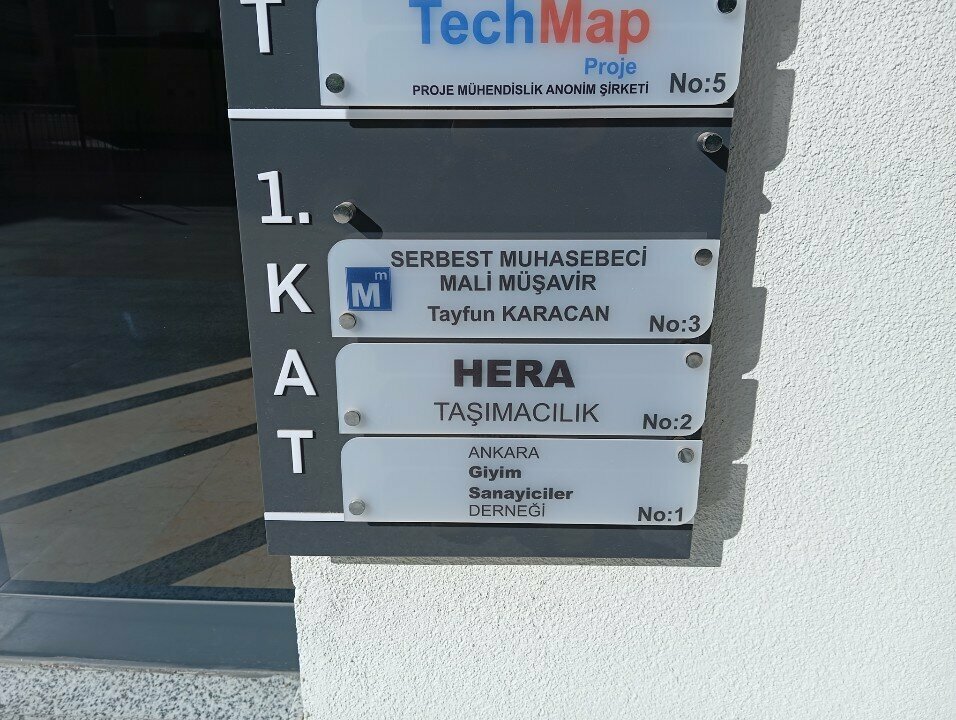 T
TechMap
Proje
PROJE MÜHENDİSLİK ANONİM ŞİRKETİ
No:5
1.
KAT
SERBEST MUHASEBECİ
MALİ MÜŞAVİR
Mm
Tayfun KARACAN
No:3
HERA
TAŞIMACILIK
No:2
ANKARA
Giyim
Sanayiciler
DERNEĞİ
No:1